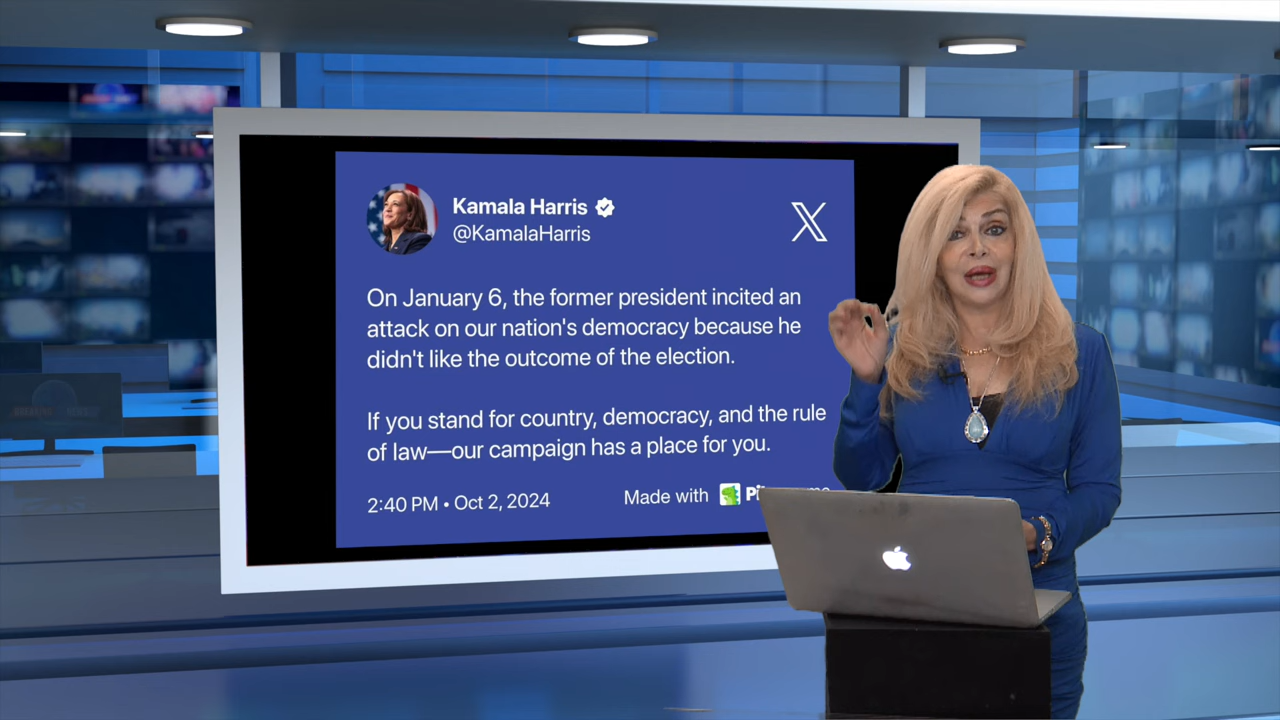 Kamala Harris
@KamalaHarris
On January 6, the former president incited an
attack on our nation's democracy because he
didn't like the outcome of the election.
If you stand for country, democracy, and the rule
of law—our campaign has a place for you.
2:40 PM • Oct 2, 2024
Made with